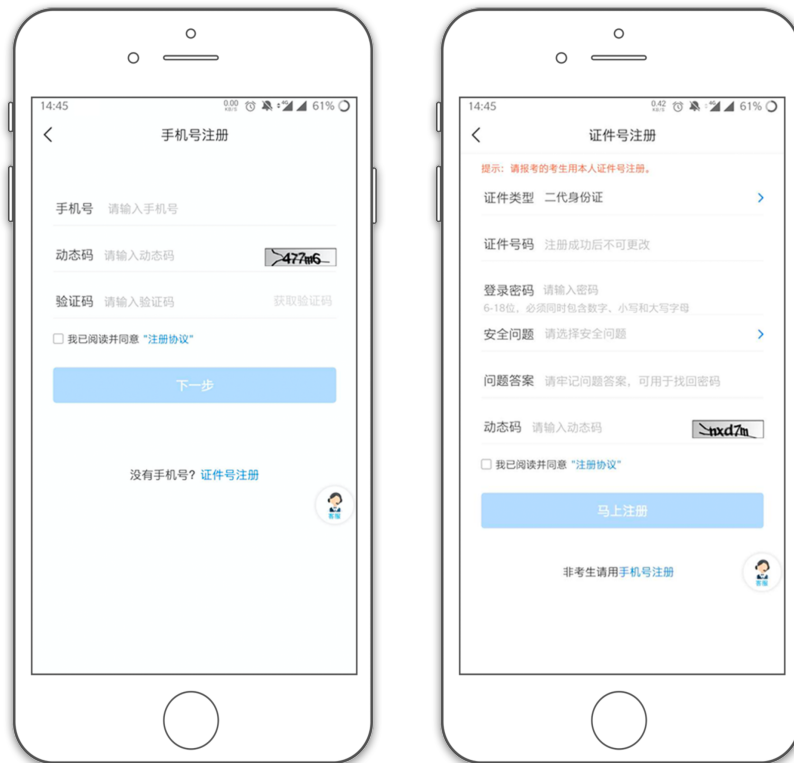 14:45
0.00
KB/S
4G
61%
手机号注册
手机号 请输入手机号
动态码 请输入动态码
477m6
验证码 请输入验证码 获取验证码
我已阅读并同意 "注册协议"
下一步
没有手机号? 证件号注册
客服
14:45
0.42
KB/S
4G
61%
证件号注册
提示: 请报考的考生用本人证件号注册。
证件类型 二代身份证
证件号码 注册成功后不可更改
登录密码 请输入密码
6-18位, 必须同时包含数字、小写和大写字母
安全问题 请选择安全问题
问题答案 请牢记问题答案, 可用于找回密码
动态码 请输入动态码
nxd7m
我已阅读并同意 "注册协议"
马上注册
非考生请用手机号注册
客服